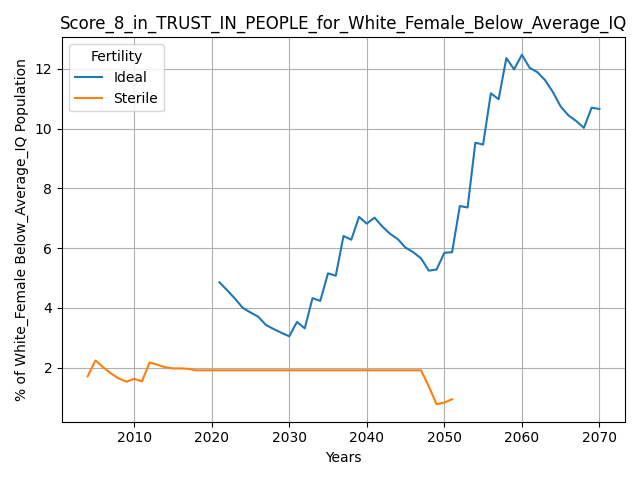 Score_8_in_TRUST_IN_PEOPLE_for_White_Female_Below_Average_IQ
Fertility
Ideal
Sterile
% of White_Female Below_Average_IQ Population
12
10
8
6
4
2
2010 2020 2030 2040 2050 2060 2070
Years